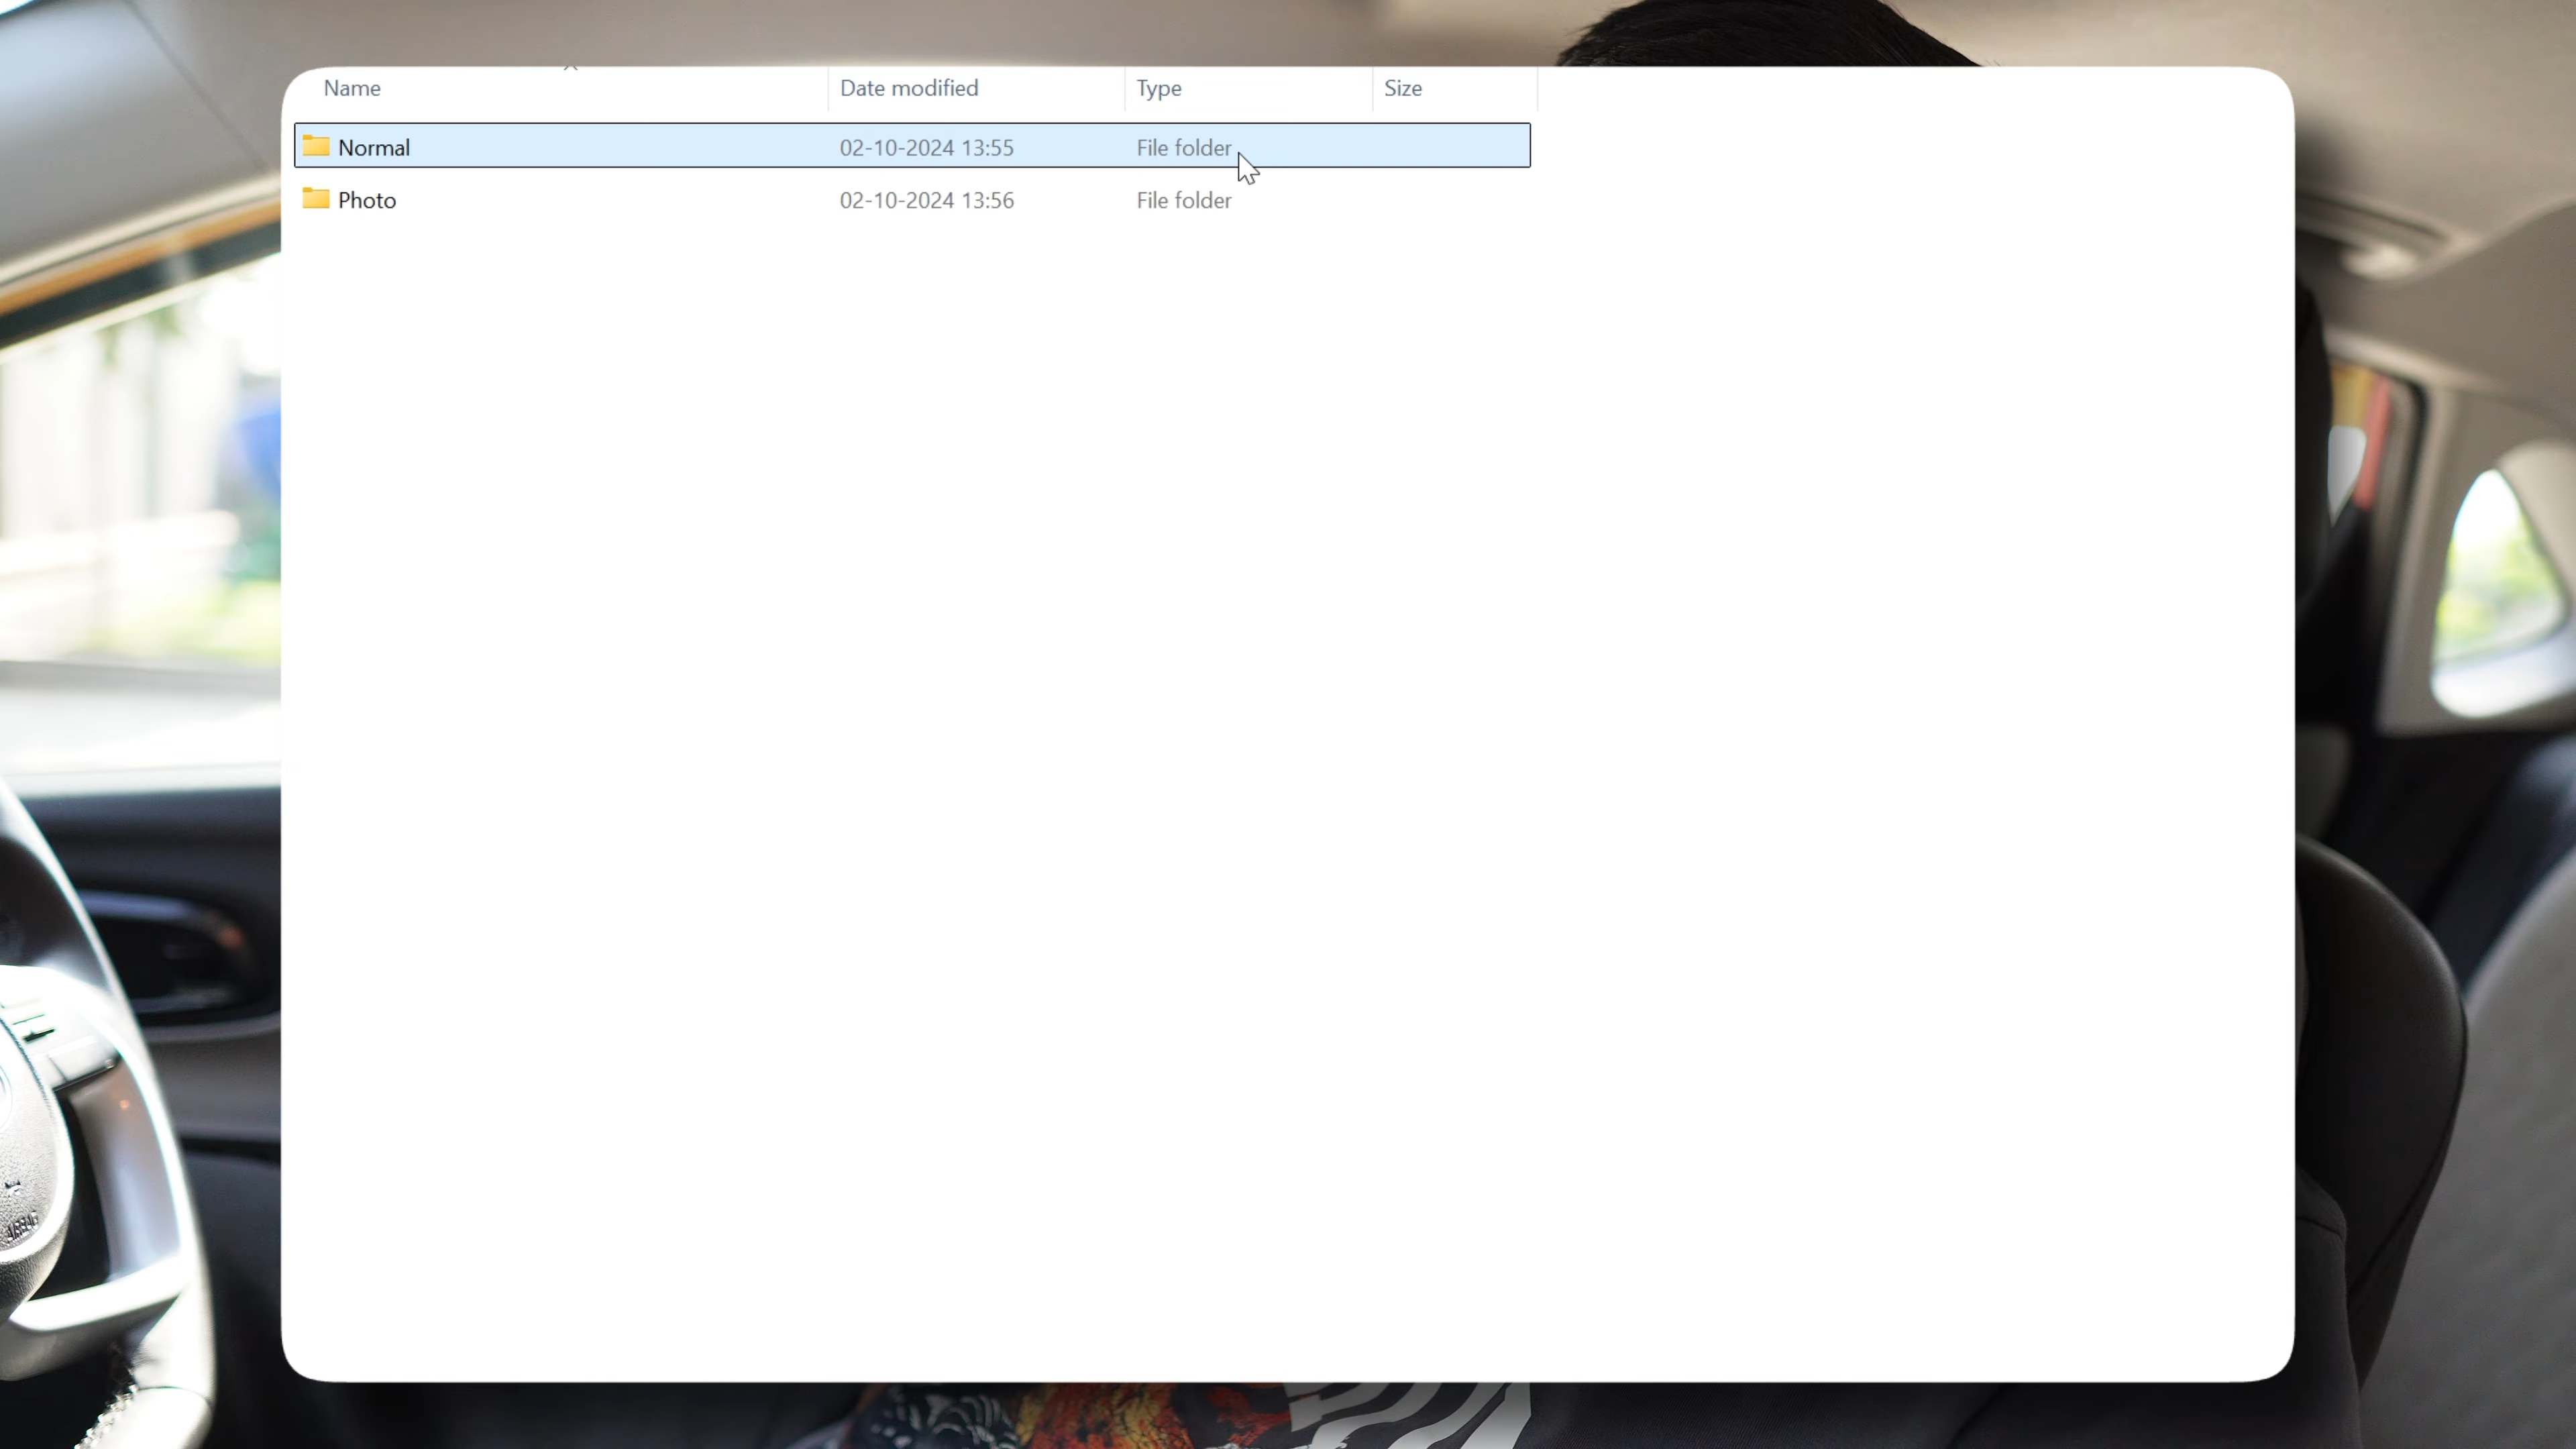 Name Date modified Type Size
Normal 02-10-2024 13:55 File folder
Photo 02-10-2024 13:56 File folder
AIRBAG